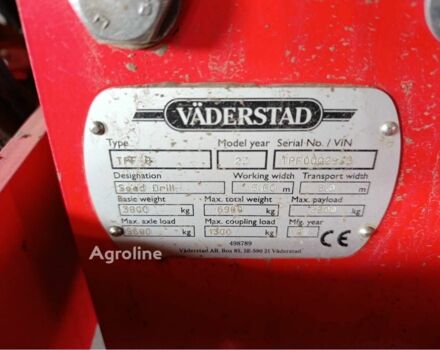 VÄDERSTAD
Type Model year Serial No. / VIN
Designation Working width Transport width
Seed Drill m m
Basic weight Max. total weight Max. payload
3800 kg kg kg
Max. axle load Max. coupling load Mfg. year
kg 1300 kg CE
498789
Väderstad AB, Box 85, SE-590 21 Väderstad
Agroline